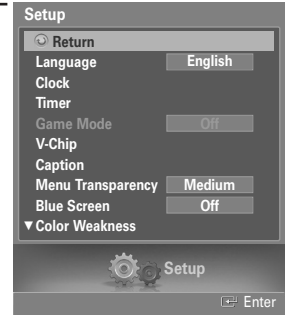 Setup
Return
Language English
Clock
Timer
Game Mode Off
V-Chip
Caption
Menu Transparency Medium
Blue Screen Off
▼ Color Weakness
Setup
Enter